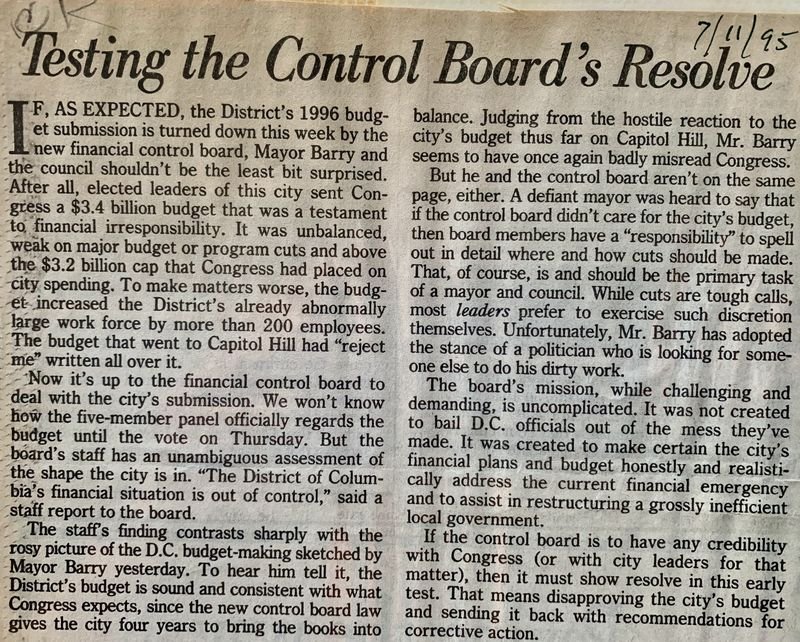 CK
7/11/95
Testing the Control Board's Resolve
IF, AS EXPECTED, the District's 1996 budg-
et submission is turned down this week by the
new financial control board, Mayor Barry and
the council shouldn't be the least bit surprised.
After all, elected leaders of this city sent Con-
gress a $3.4 billion budget that was a testament
to financial irresponsibility. It was unbalanced,
weak on major budget or program cuts and above
the $3.2 billion cap that Congress had placed on
city spending. To make matters worse, the budg-
et increased the District's already abnormally
large work force by more than 200 employees.
The budget that went to Capitol Hill had "reject
me" written all over it.
Now it's up to the financial control board to
deal with the city's submission. We won't know
how the five-member panel officially regards the
budget until the vote on Thursday. But the
board's staff has an unambiguous assessment of
the shape the city is in. "The District of Colum-
bia's financial situation is out of control," said a
staff report to the board.
The staff's finding contrasts sharply with the
rosy picture of the D.C. budget-making sketched by
Mayor Barry yesterday. To hear him tell it, the
District's budget is sound and consistent with what
Congress expects, since the new control board law
gives the city four years to bring the books into
balance. Judging from the hostile reaction to the
city's budget thus far on Capitol Hill, Mr. Barry
seems to have once again badly misread Congress.
But he and the control board aren't on the same
page, either. A defiant mayor was heard to say that
if the control board didn't care for the city's budget,
then board members have a "responsibility" to spell
out in detail where and how cuts should be made.
That, of course, is and should be the primary task
of a mayor and council. While cuts are tough calls,
most leaders prefer to exercise such discretion
themselves. Unfortunately, Mr. Barry has adopted
the stance of a politician who is looking for some-
one else to do his dirty work.
The board's mission, while challenging and
demanding, is uncomplicated. It was not created
to bail D.C. officials out of the mess they've
made. It was created to make certain the city's
financial plans and budget honestly and realisti-
cally address the current financial emergency
and to assist in restructuring a grossly inefficient
local government.
If the control board is to have any credibility
with Congress (or with city leaders for that
matter), then it must show resolve in this early
test. That means disapproving the city's budget
and sending it back with recommendations for
corrective action.